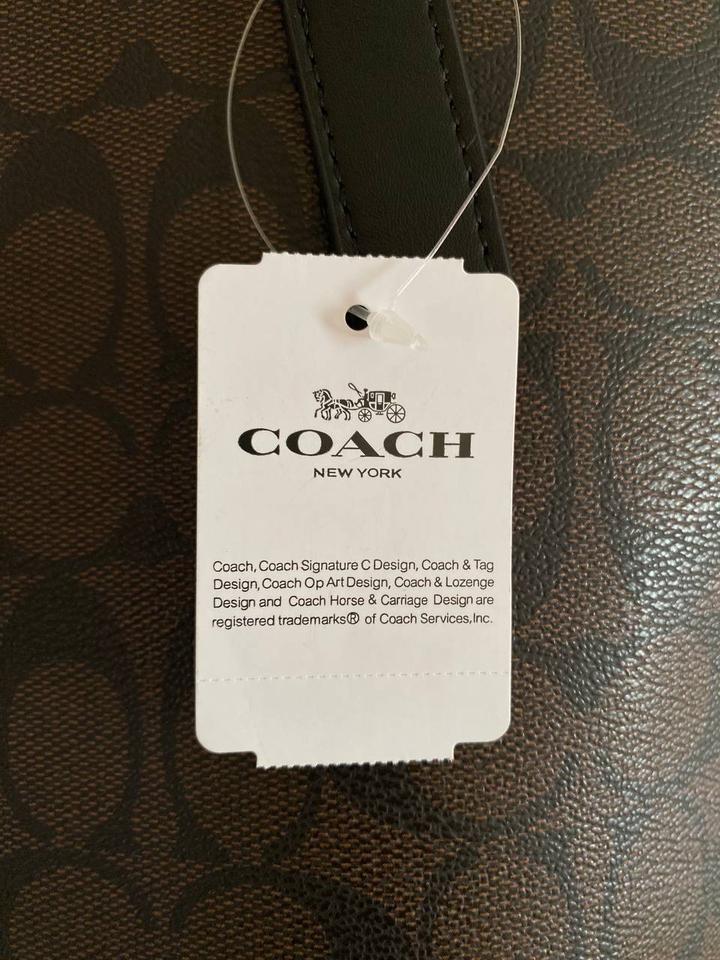 COACH
NEW YORK
Coach, Coach Signature C Design, Coach & Tag
Design, Coach Op Art Design, Coach & Lozenge
Design and Coach Horse & Carriage Design are
registered trademarks® of Coach Services, Inc.